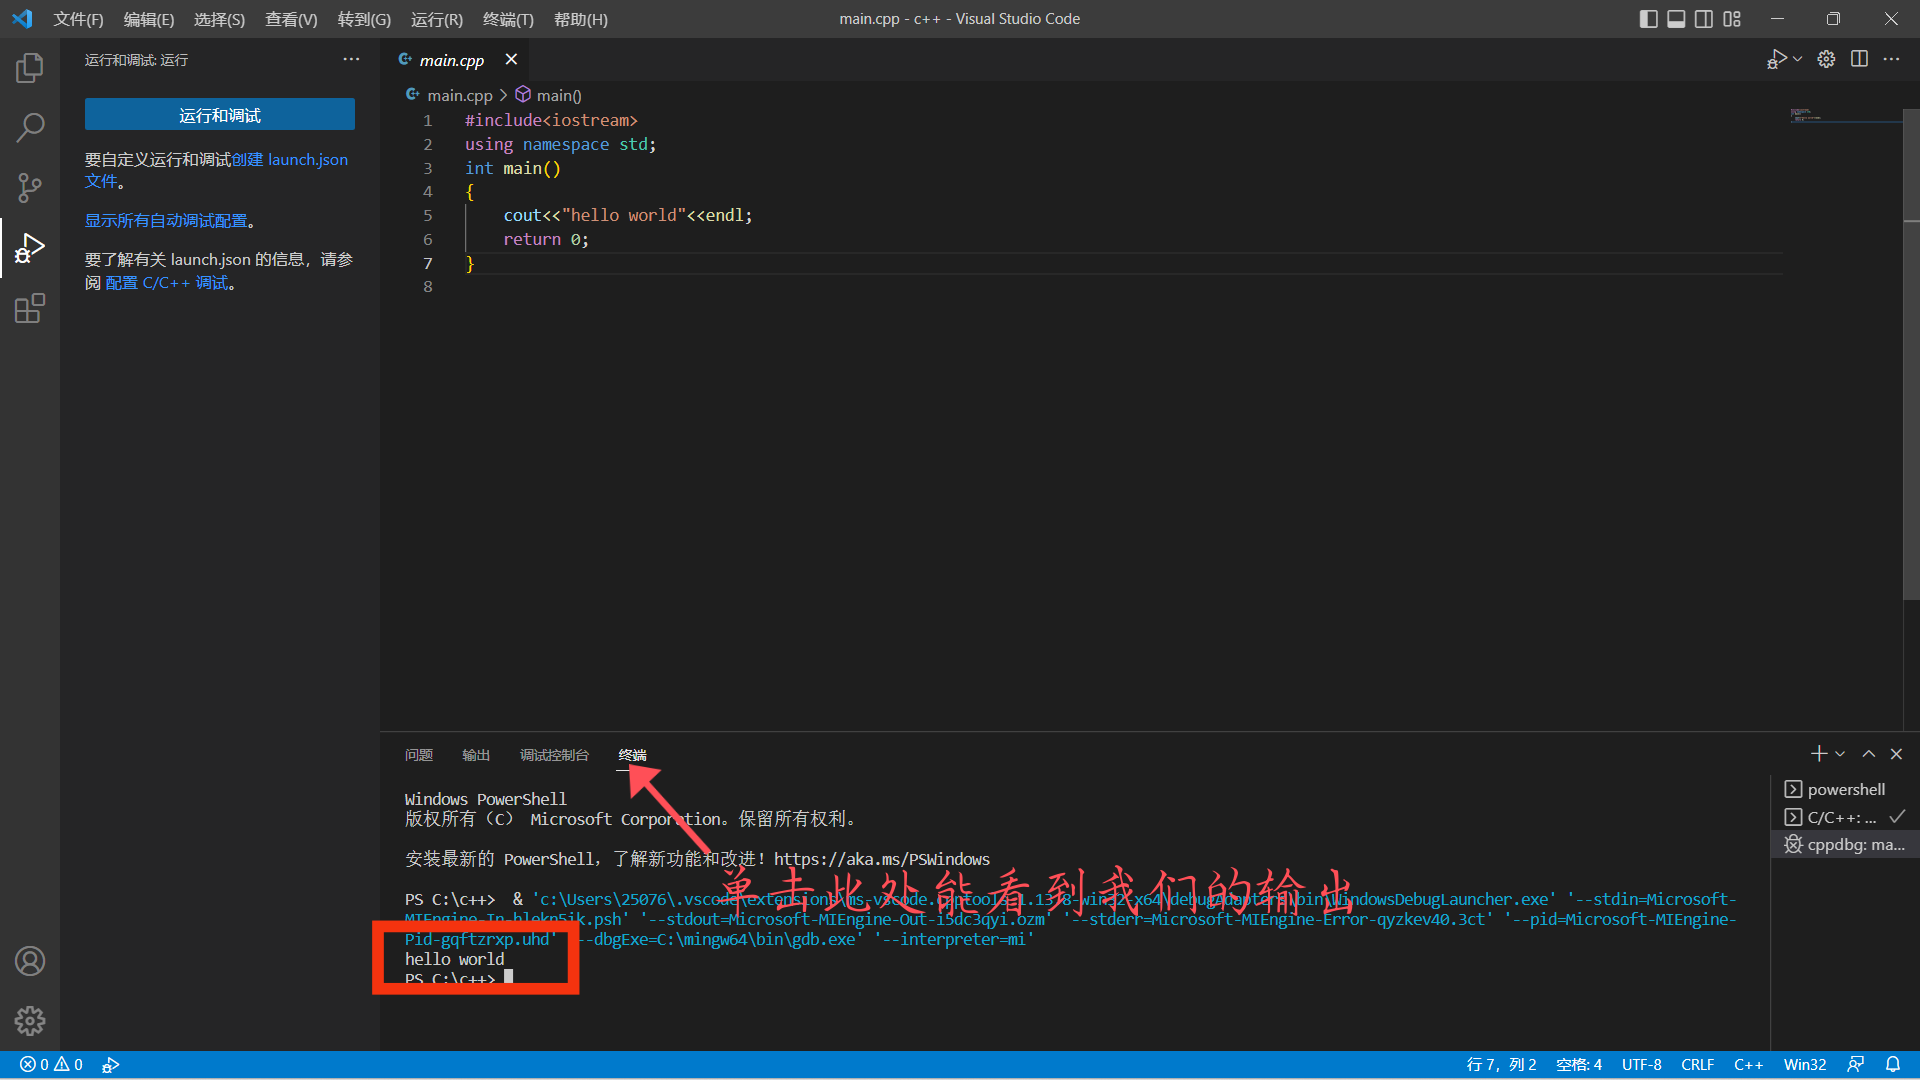 文件(F) 编辑(E) 选择(S) 查看(V) 转到(G) 运行(R) 终端(T) 帮助(H)
main.cpp - c++ - Visual Studio Code
运行和调试: 运行
运行和调试
要自定义运行和调试创建 launch.json
文件。
显示所有自动调试配置。
要了解有关 launch.json 的信息，请参
阅 配置 C/C++ 调试。
main.cpp
main.cpp > main()
1 #include<iostream>
2 using namespace std;
3 int main()
4 {
5 cout<<"hello world"<<endl;
6 return 0;
7 }
8
问题 输出 调试控制台 终端
Windows PowerShell
版权所有（C） Microsoft Corporation。保留所有权利。
安装最新的 PowerShell，了解新功能和改进！https://aka.ms/PSWindows
单击此处能看到我们的输出
PS C:\c++> & 'c:\Users\25076\.vscode\extensions\ms-vscode.cpptools-1.13.8-win32-x64\debugAdapters\bin\WindowsDebugLauncher.exe' '--stdin=Microsoft-
'--stdout=Microsoft-MIEngine-Out-i5dc3qyi.ozm' '--stderr=Microsoft-MIEngine-Error-qyzkev40.3ct' '--pid=Microsoft-MIEngine-
Pid-gqftzrxp.uhd' '--dbgExe=C:\mingw64\bin\gdb.exe' '--interpreter=mi'
hello world
PS C:\c++>
powershell
C/C++: ...
cppdbg: ma...
0 0
行 7，列 2 空格: 4 UTF-8 CRLF C++ Win32